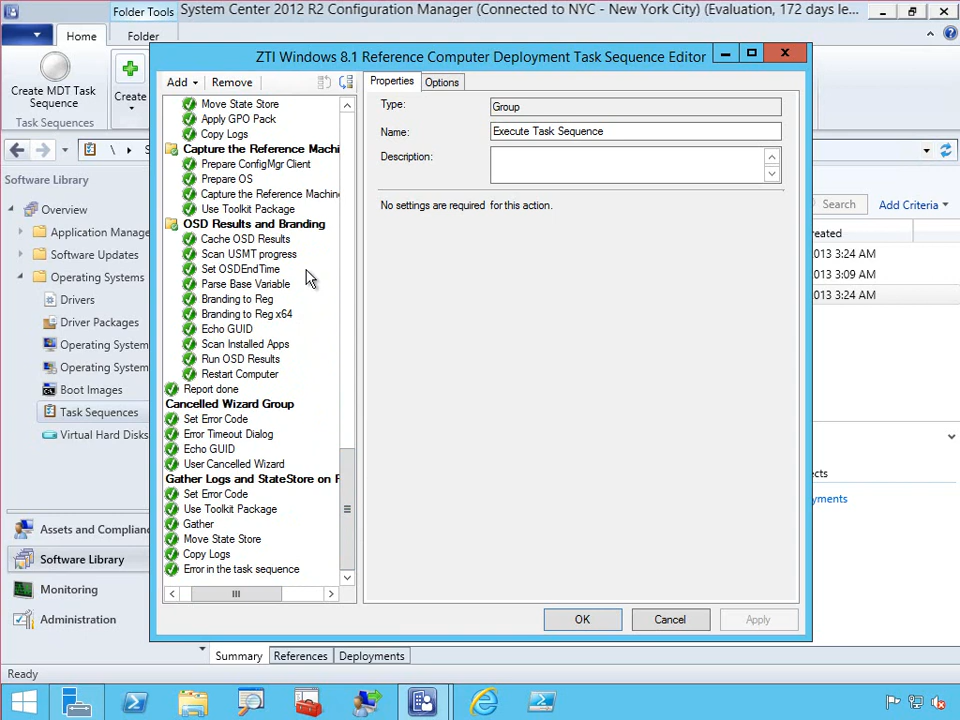 Folder Tools
System Center 2012 R2 Configuration Manager (Connected to NYC - New York City) (Evaluation, 172 days le...
Home
Folder
Create MDT Task
Sequence
Create
Task Sequences
\
Software Library
Overview
Application Manage
Software Updates
Operating Systems
Drivers
Driver Packages
Operating System
Operating System
Boot Images
Task Sequences
Virtual Hard Disks
Assets and Complianc
Software Library
Monitoring
Administration
Ready
ZTI Windows 8.1 Reference Computer Deployment Task Sequence Editor
Add
Remove
Move State Store
Apply GPO Pack
Copy Logs
Capture the Reference Machi
Prepare ConfigMgr Client
Prepare OS
Capture the Reference Machine
Use Toolkit Package
OSD Results and Branding
Cache OSD Results
Scan USMT progress
Set OSDEndTime
Parse Base Variable
Branding to Reg
Branding to Reg x64
Echo GUID
Scan Installed Apps
Run OSD Results
Restart Computer
Report done
Cancelled Wizard Group
Set Error Code
Error Timeout Dialog
Echo GUID
User Cancelled Wizard
Gather Logs and StateStore on F
Set Error Code
Use Toolkit Package
Gather
Move State Store
Copy Logs
Error in the task sequence
Properties
Options
Type:
Group
Name:
Execute Task Sequence
Description:
No settings are required for this action.
OK
Cancel
Apply
Search
Add Criteria
reated
013 3:24 AM
013 3:09 AM
013 3:24 AM
ects
oyments
Summary
References
Deployments